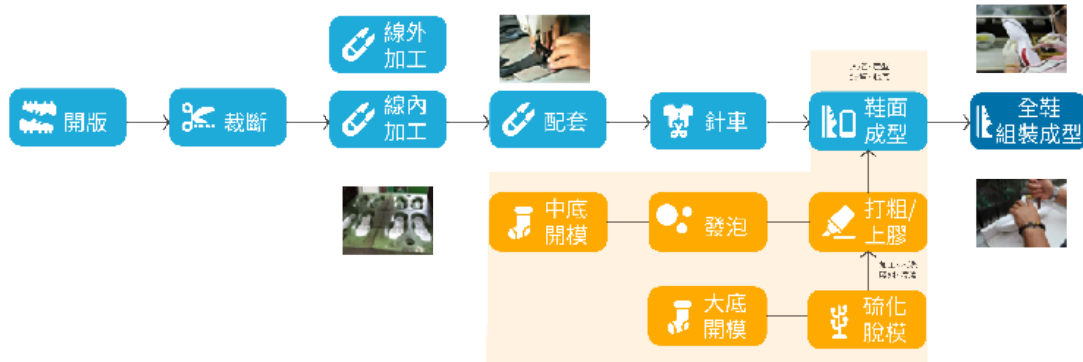 線外
加工
開版
裁斷
線內
加工
配套
針車
鞋面
成型
全鞋
組裝成型
中底
開模
發泡
打粗/
上膠
大底
開模
硫化
脫模